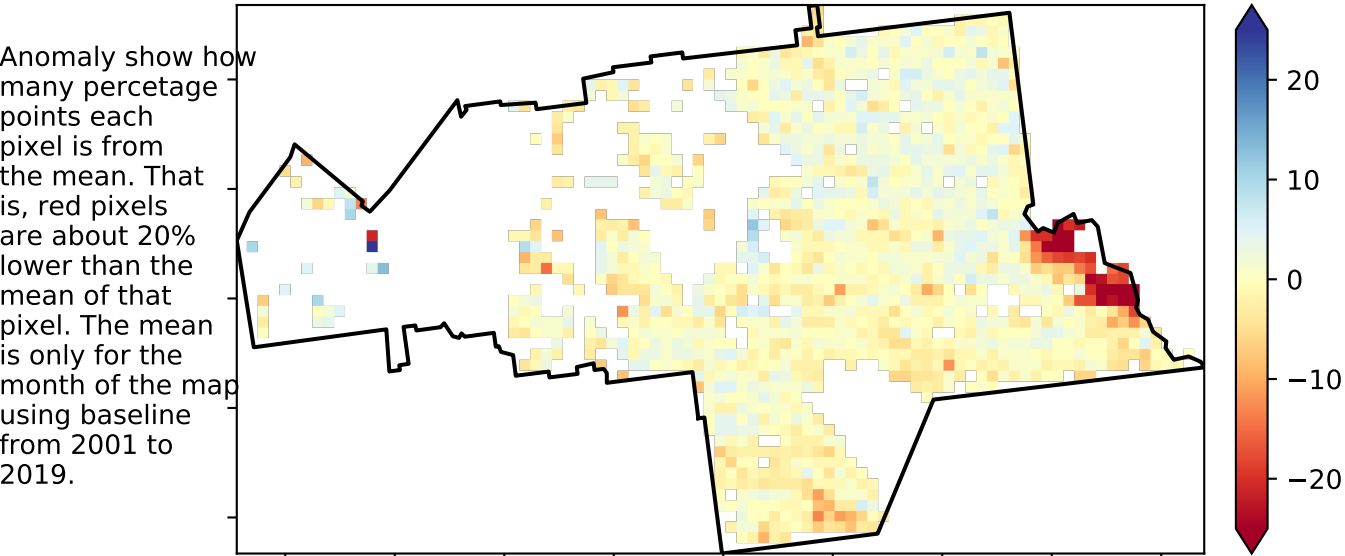 Anomaly show how
many percetage
points each
pixel is from
the mean. That
is, red pixels
are about 20%
lower than the
mean of that
pixel. The mean
is only for the
month of the map
using baseline
from 2001 to
2019.
20
10
0
−10
−20